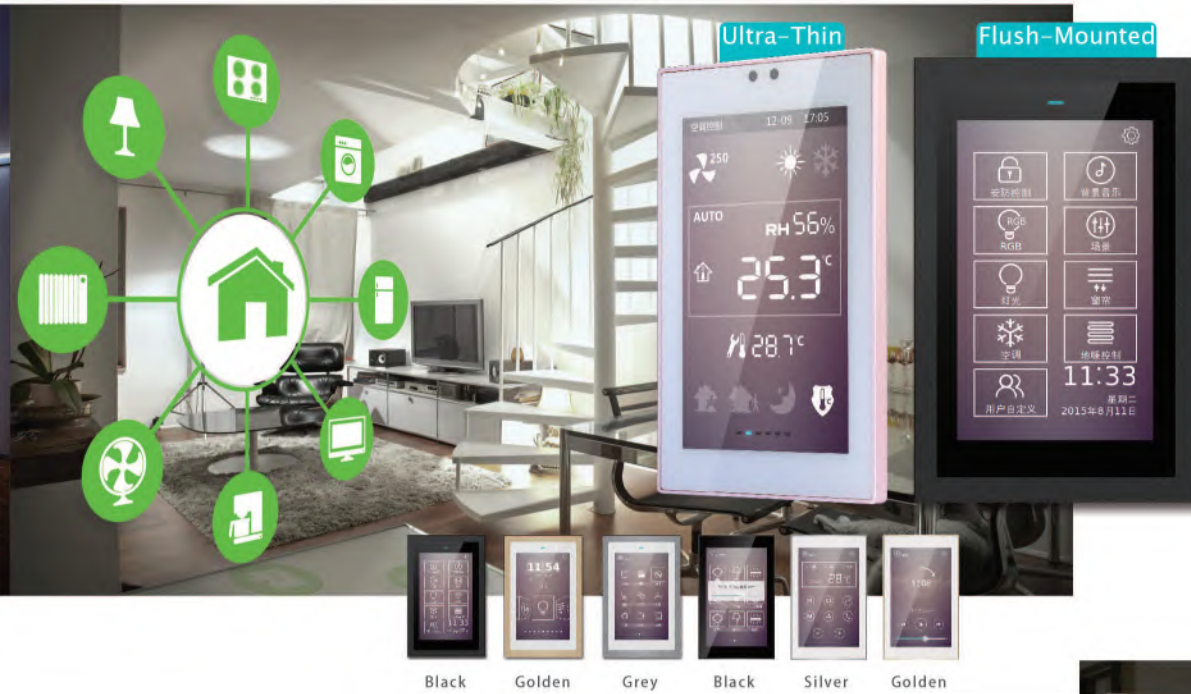 Ultra-Thin
Flush-Mounted
空调控制 12-09 17:05
250
AUTO
RH 56%
25.3℃
28.7℃
安防控制
背景音乐
RGB
RGB
场景
灯光
窗帘
空调
地暖控制
用户自定义
11:33
星期二
2015年8月11日
11:54
11:33
28℃
Black Golden Grey Black Silver Golden